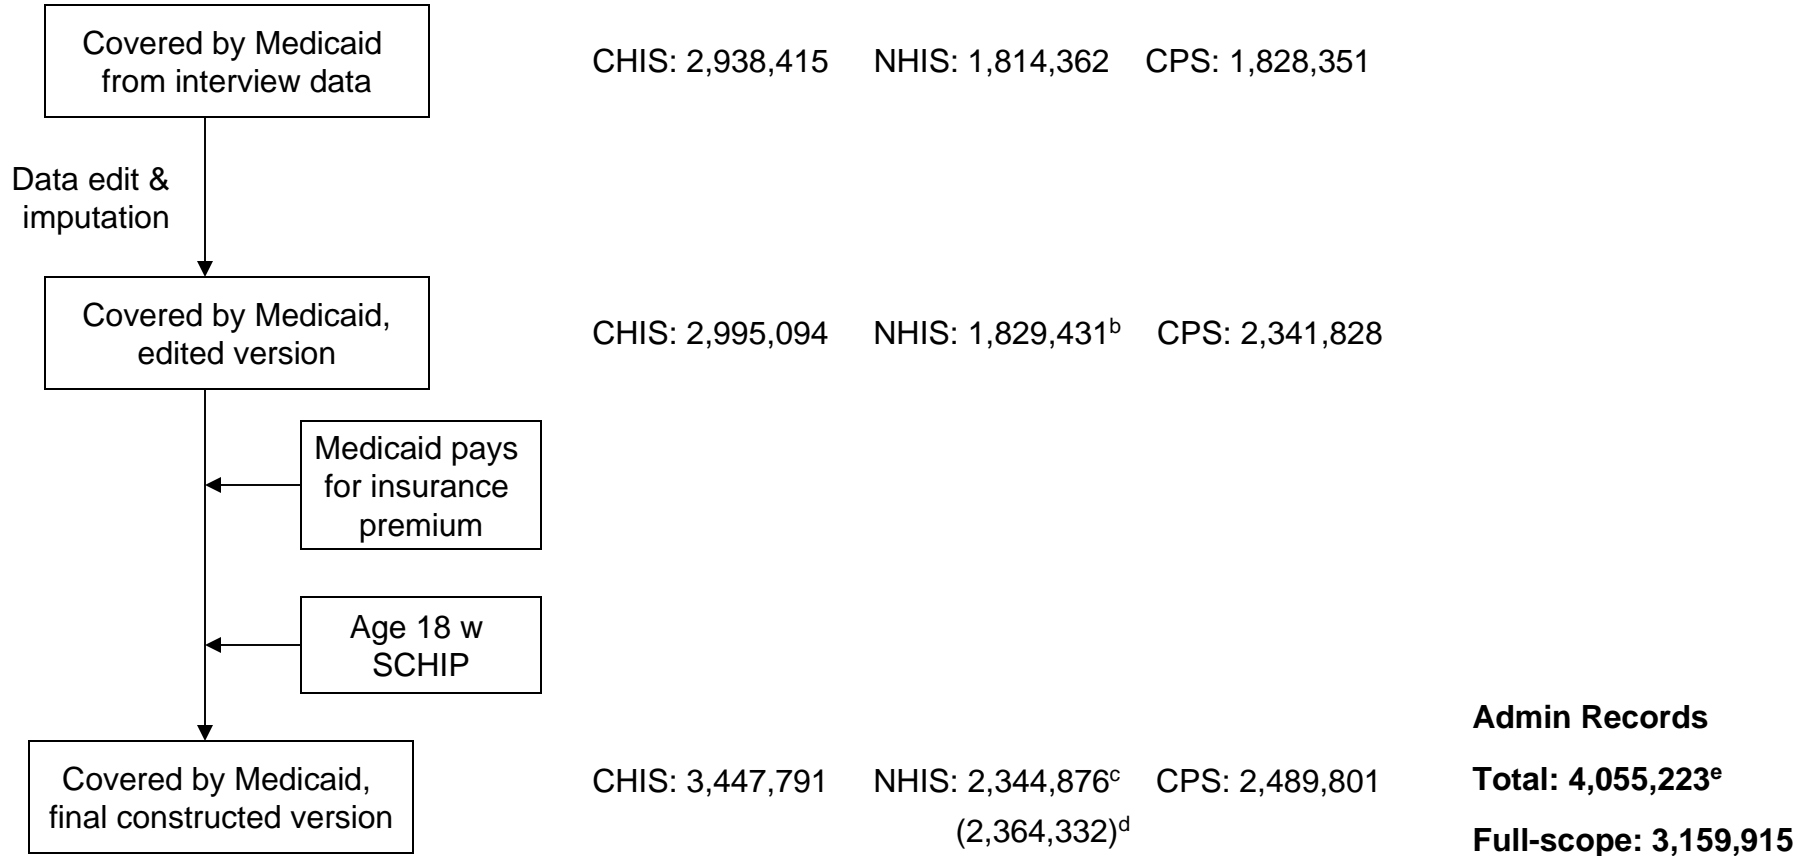 Covered by Medicaid
from interview data
CHIS: 2,938,415 NHIS: 1,814,362 CPS: 1,828,351
Data edit &
imputation
Covered by Medicaid,
edited version
CHIS: 2,995,094 NHIS: 1,829,431ᵇ CPS: 2,341,828
Medicaid pays
for insurance
premium
Age 18 w
SCHIP
Covered by Medicaid,
final constructed version
CHIS: 3,447,791 NHIS: 2,344,876ᶜ CPS: 2,489,801
(2,364,332)ᵈ
Admin Records
Total: 4,055,223ᵉ
Full-scope: 3,159,915